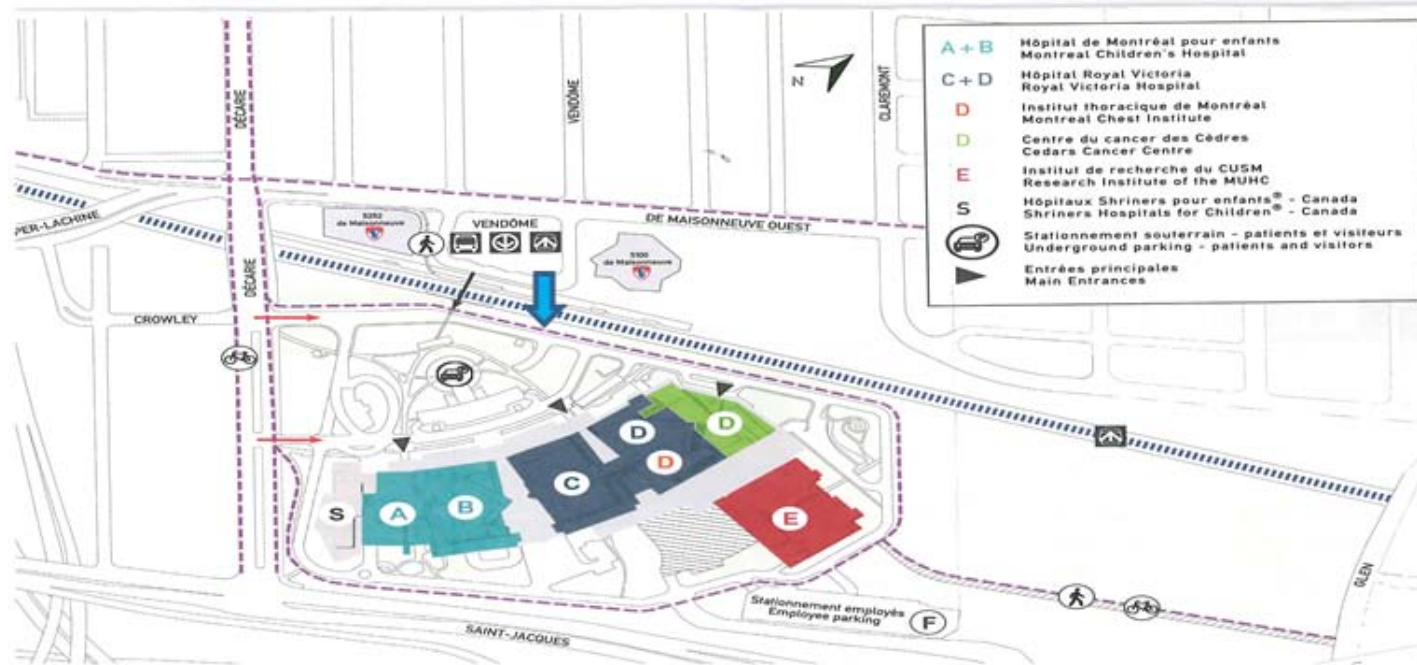 A + B
Hôpital de Montréal pour enfants
Montreal Children's Hospital
C + D
Hôpital Royal Victoria
Royal Victoria Hospital
D
Institut thoracique de Montréal
Montreal Chest Institute
D
Centre du cancer des Cèdres
Cedars Cancer Centre
E
Institut de recherche du CUSM
Research Institute of the MUHC
S
Hôpitaux Shriners pour enfants® - Canada
Shriners Hospitals for Children® - Canada
Stationnement souterrain - patients et visiteurs
Underground parking - patients and visitors
Entrées principales
Main Entrances
N
DÉCARIE
VENDÔME
CLAREMONT
PER-LACHINE
5252
de Maisonneuve
VENDÔME
DE MAISONNEUVE OUEST
5100
de Maisonneuve
DÉCARIE
CROWLEY
D
D
D
C
S
A
B
E
GLEN
Stationnement employés
Employee parking
F
SAINT-JACQUES